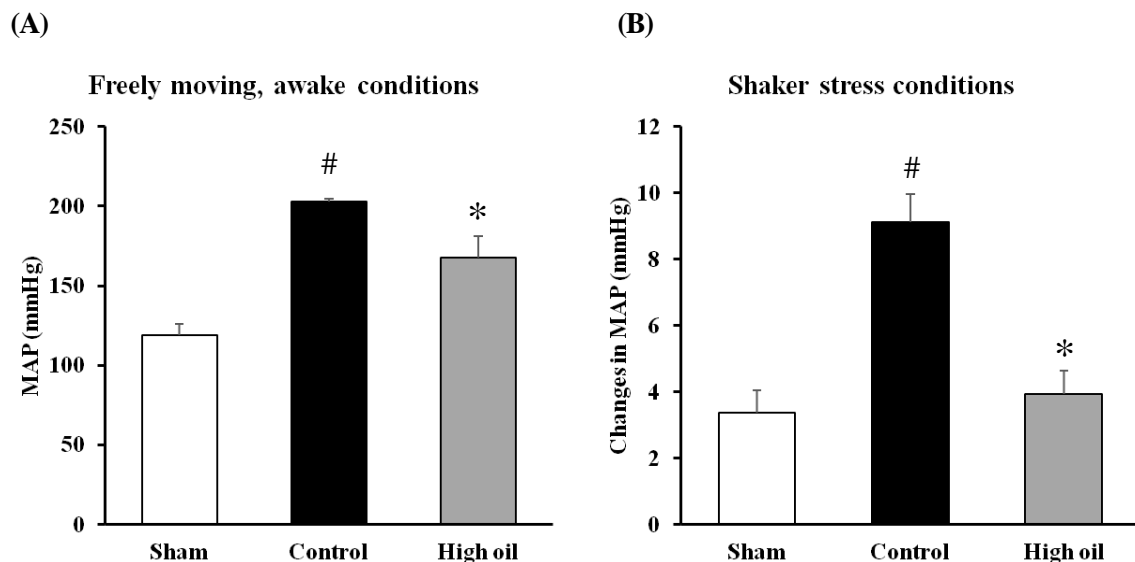 (A)
Freely moving, awake conditions
MAP (mmHg)
250
200
150
100
50
0
#
*
Sham Control High oil
(B)
Shaker stress conditions
Changes in MAP (mmHg)
12
10
8
6
4
2
0
#
*
Sham Control High oil